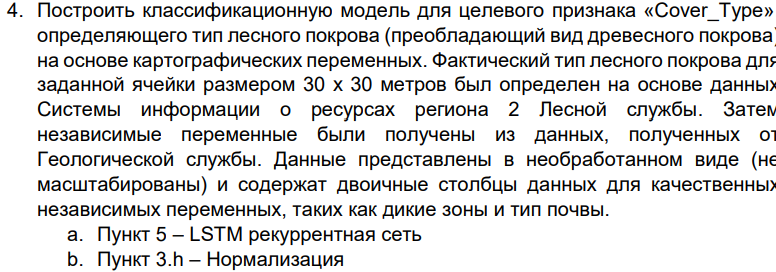 4. Построить классификационную модель для целевого признака «Cover_Type»
определяющего тип лесного покрова (преобладающий вид древесного покрова)
на основе картографических переменных. Фактический тип лесного покрова для
заданной ячейки размером 30 x 30 метров был определен на основе данных
Системы информации о ресурсах региона 2 Лесной службы. Затем
независимые переменные были получены из данных, полученных от
Геологической службы. Данные представлены в необработанном виде (не
масштабированы) и содержат двоичные столбцы данных для качественных
независимых переменных, таких как дикие зоны и тип почвы.
a. Пункт 5 – LSTM рекуррентная сеть
b. Пункт 3.h – Нормализация